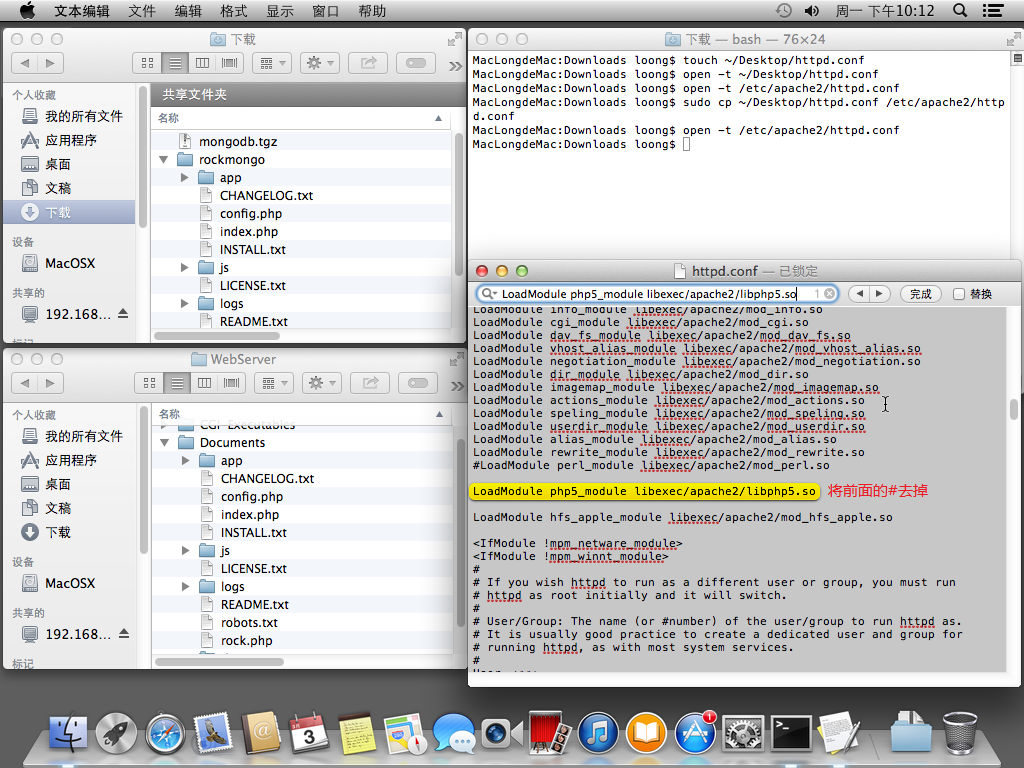 文本编辑 文件 编辑 格式 显示 窗口 帮助 周一 下午10:12
下载
个人收藏
我的所有文件
应用程序
桌面
文稿
下载
设备
MacOSX
共享的
192.168...
共享文件夹
名称
mongodb.tgz
rockmongo
app
CHANGELOG.txt
config.php
index.php
INSTALL.txt
js
LICENSE.txt
logs
README.txt
下载 — bash — 76×24
MacLongdeMac:Downloads loong$ touch ~/Desktop/httpd.conf
MacLongdeMac:Downloads loong$ open -t ~/Desktop/httpd.conf
MacLongdeMac:Downloads loong$ open -t /etc/apache2/httpd.conf
MacLongdeMac:Downloads loong$ sudo cp ~/Desktop/httpd.conf /etc/apache2/http
d.conf
MacLongdeMac:Downloads loong$ open -t /etc/apache2/httpd.conf
MacLongdeMac:Downloads loong$
WebServer
个人收藏
我的所有文件
应用程序
桌面
文稿
下载
设备
MacOSX
共享的
192.168...
标记
名称
CGI-Executables
Documents
app
CHANGELOG.txt
config.php
index.php
INSTALL.txt
js
LICENSE.txt
logs
README.txt
robots.txt
rock.php
httpd.conf — 已锁定
LoadModule php5_module libexec/apache2/libphp5.so 1 完成 替换
LoadModule info_module libexec/apache2/mod_info.so
LoadModule cgi_module libexec/apache2/mod_cgi.so
LoadModule dav_fs_module libexec/apache2/mod_dav_fs.so
LoadModule vhost_alias_module libexec/apache2/mod_vhost_alias.so
LoadModule negotiation_module libexec/apache2/mod_negotiation.so
LoadModule dir_module libexec/apache2/mod_dir.so
LoadModule imagemap_module libexec/apache2/mod_imagemap.so
LoadModule actions_module libexec/apache2/mod_actions.so
LoadModule speling_module libexec/apache2/mod_speling.so
LoadModule userdir_module libexec/apache2/mod_userdir.so
LoadModule alias_module libexec/apache2/mod_alias.so
LoadModule rewrite_module libexec/apache2/mod_rewrite.so
#LoadModule perl_module libexec/apache2/mod_perl.so
LoadModule php5_module libexec/apache2/libphp5.so 将前面的#去掉
LoadModule hfs_apple_module libexec/apache2/mod_hfs_apple.so
<IfModule !mpm_netware_module>
<IfModule !mpm_winnt_module>
#
# If you wish httpd to run as a different user or group, you must run
# httpd as root initially and it will switch.
#
# User/Group: The name (or #number) of the user/group to run httpd as.
# It is usually good practice to create a dedicated user and group for
# running httpd, as with most system services.
#
3
1